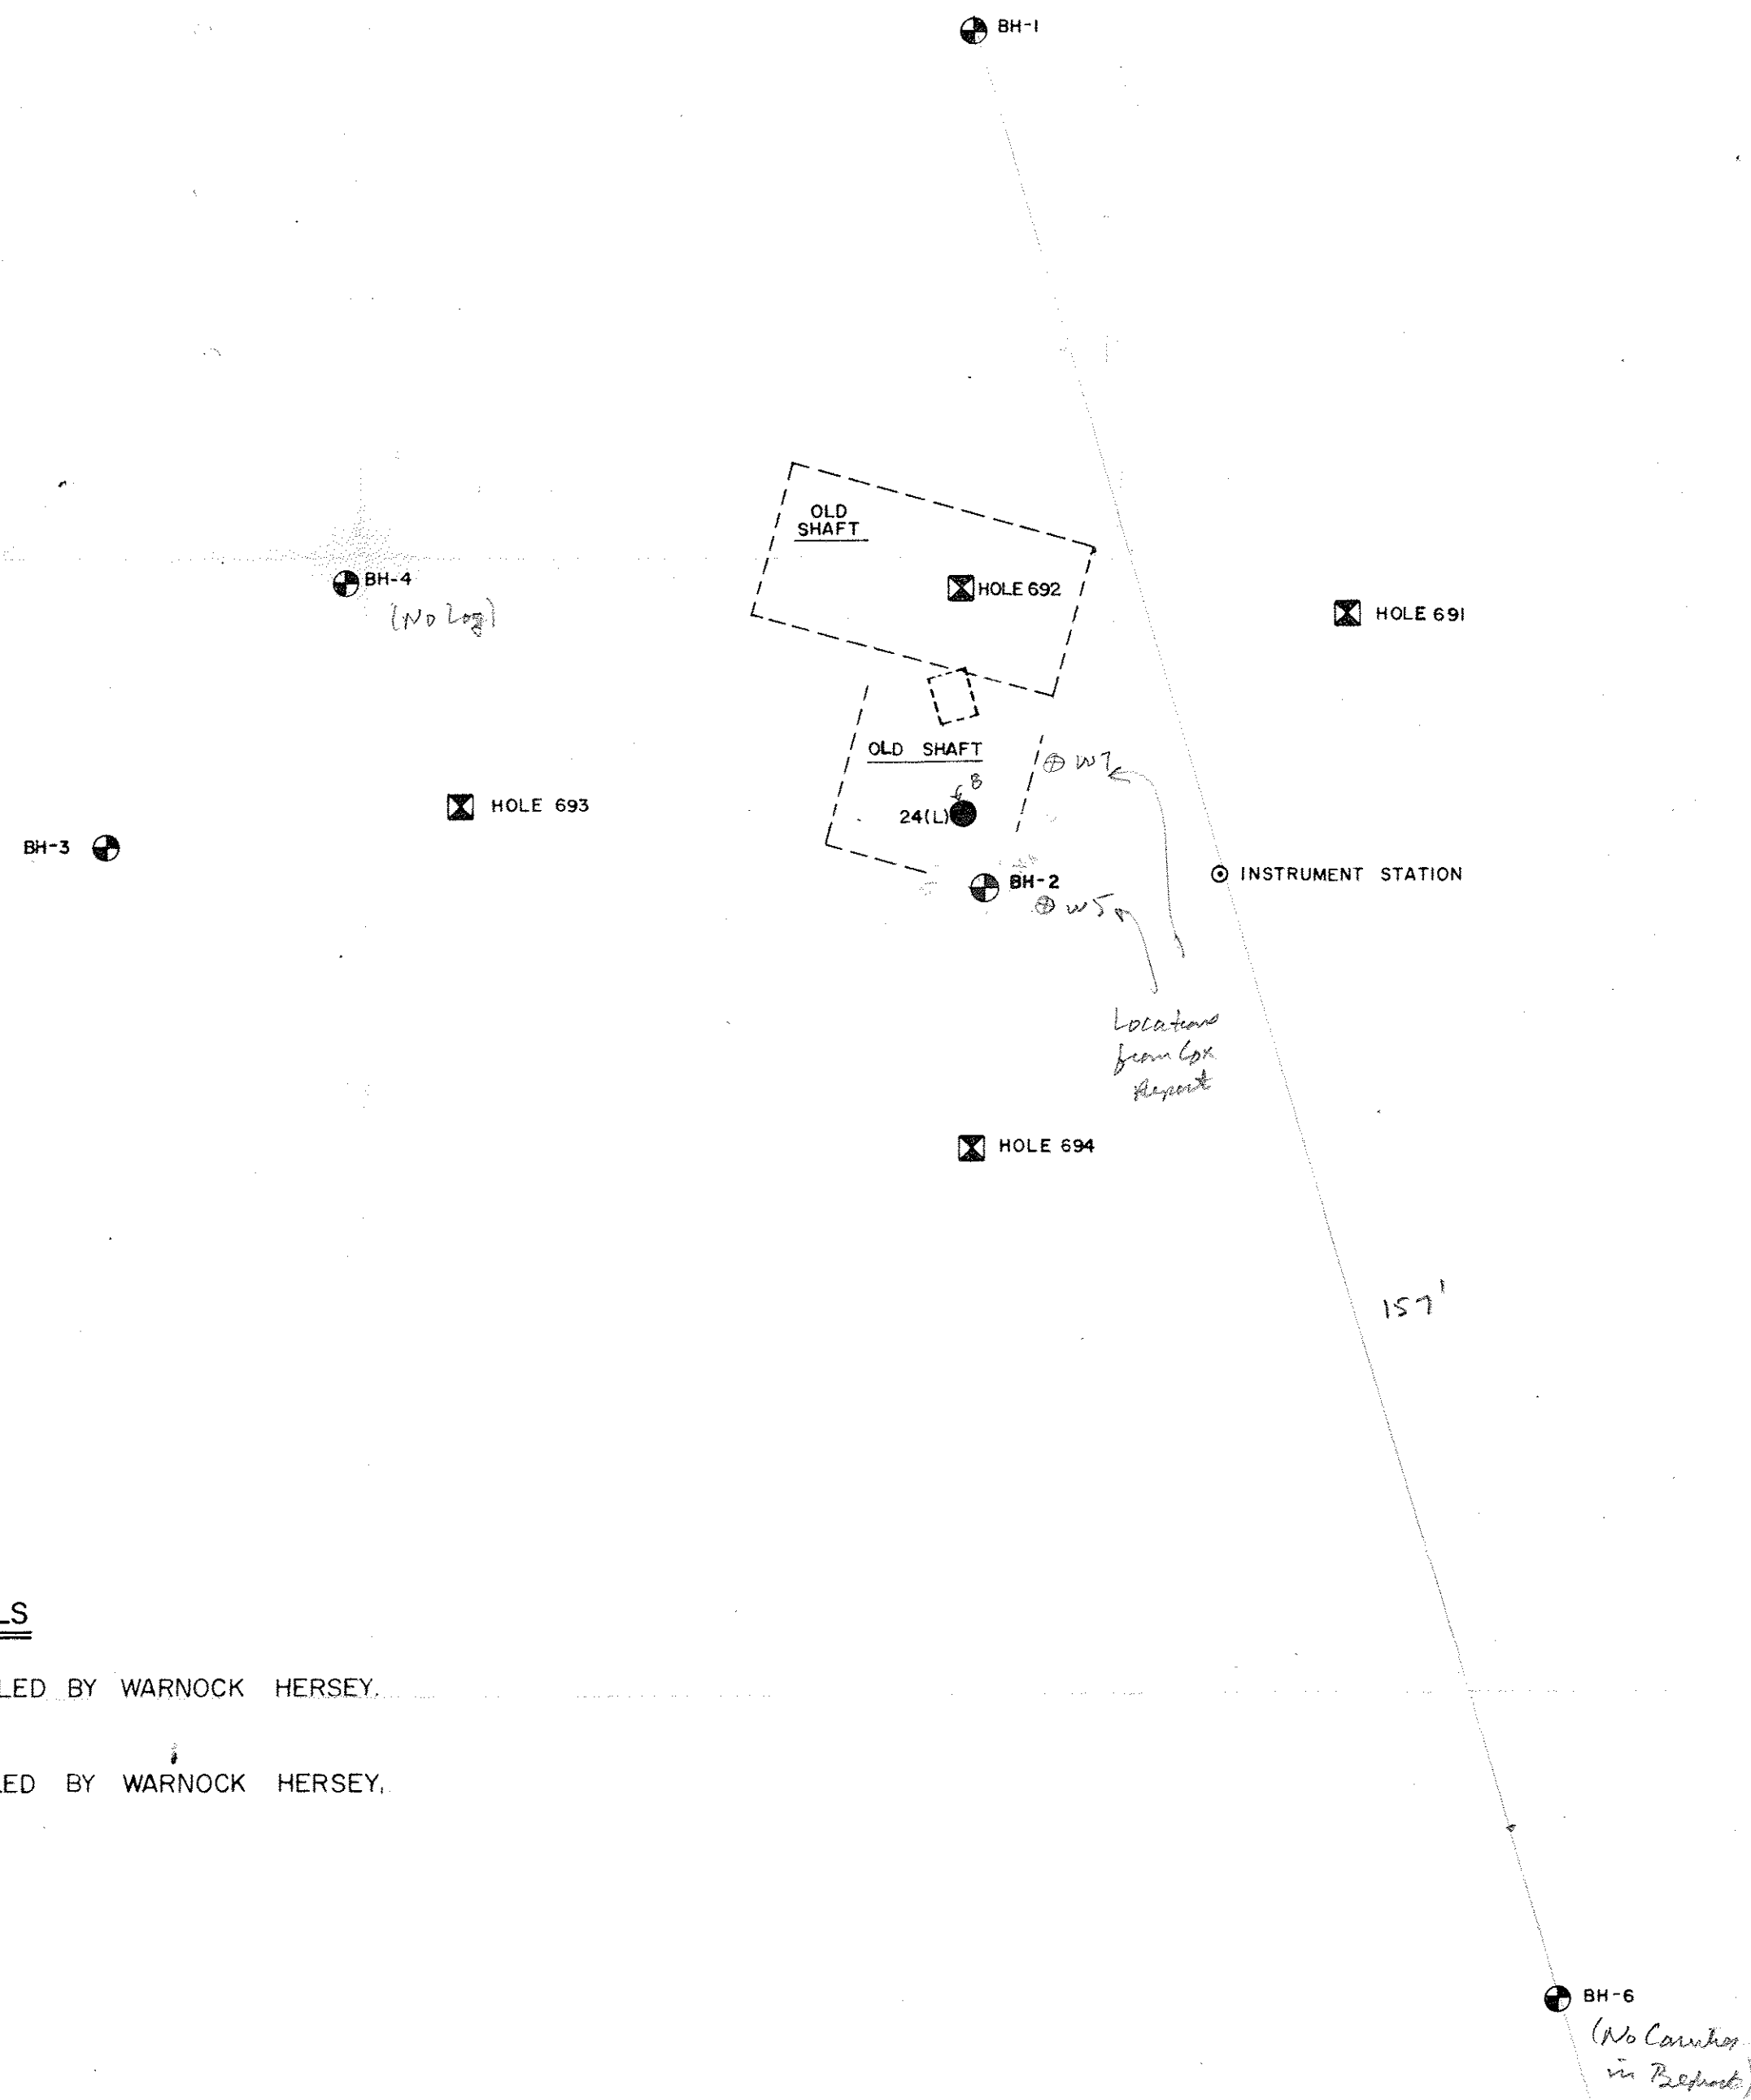 BH-1
OLD
SHAFT
HOLE 692
BH-4
(No Log)
HOLE 691
OLD SHAFT
W7
8
24(L)
HOLE 693
BH-3
INSTRUMENT STATION
BH-2
W5
Locations
from Cox
Report
HOLE 694
157'
LS
LED BY WARNOCK HERSEY.
LED BY WARNOCK HERSEY.
BH-6
(No Cavities
in Bedrock)